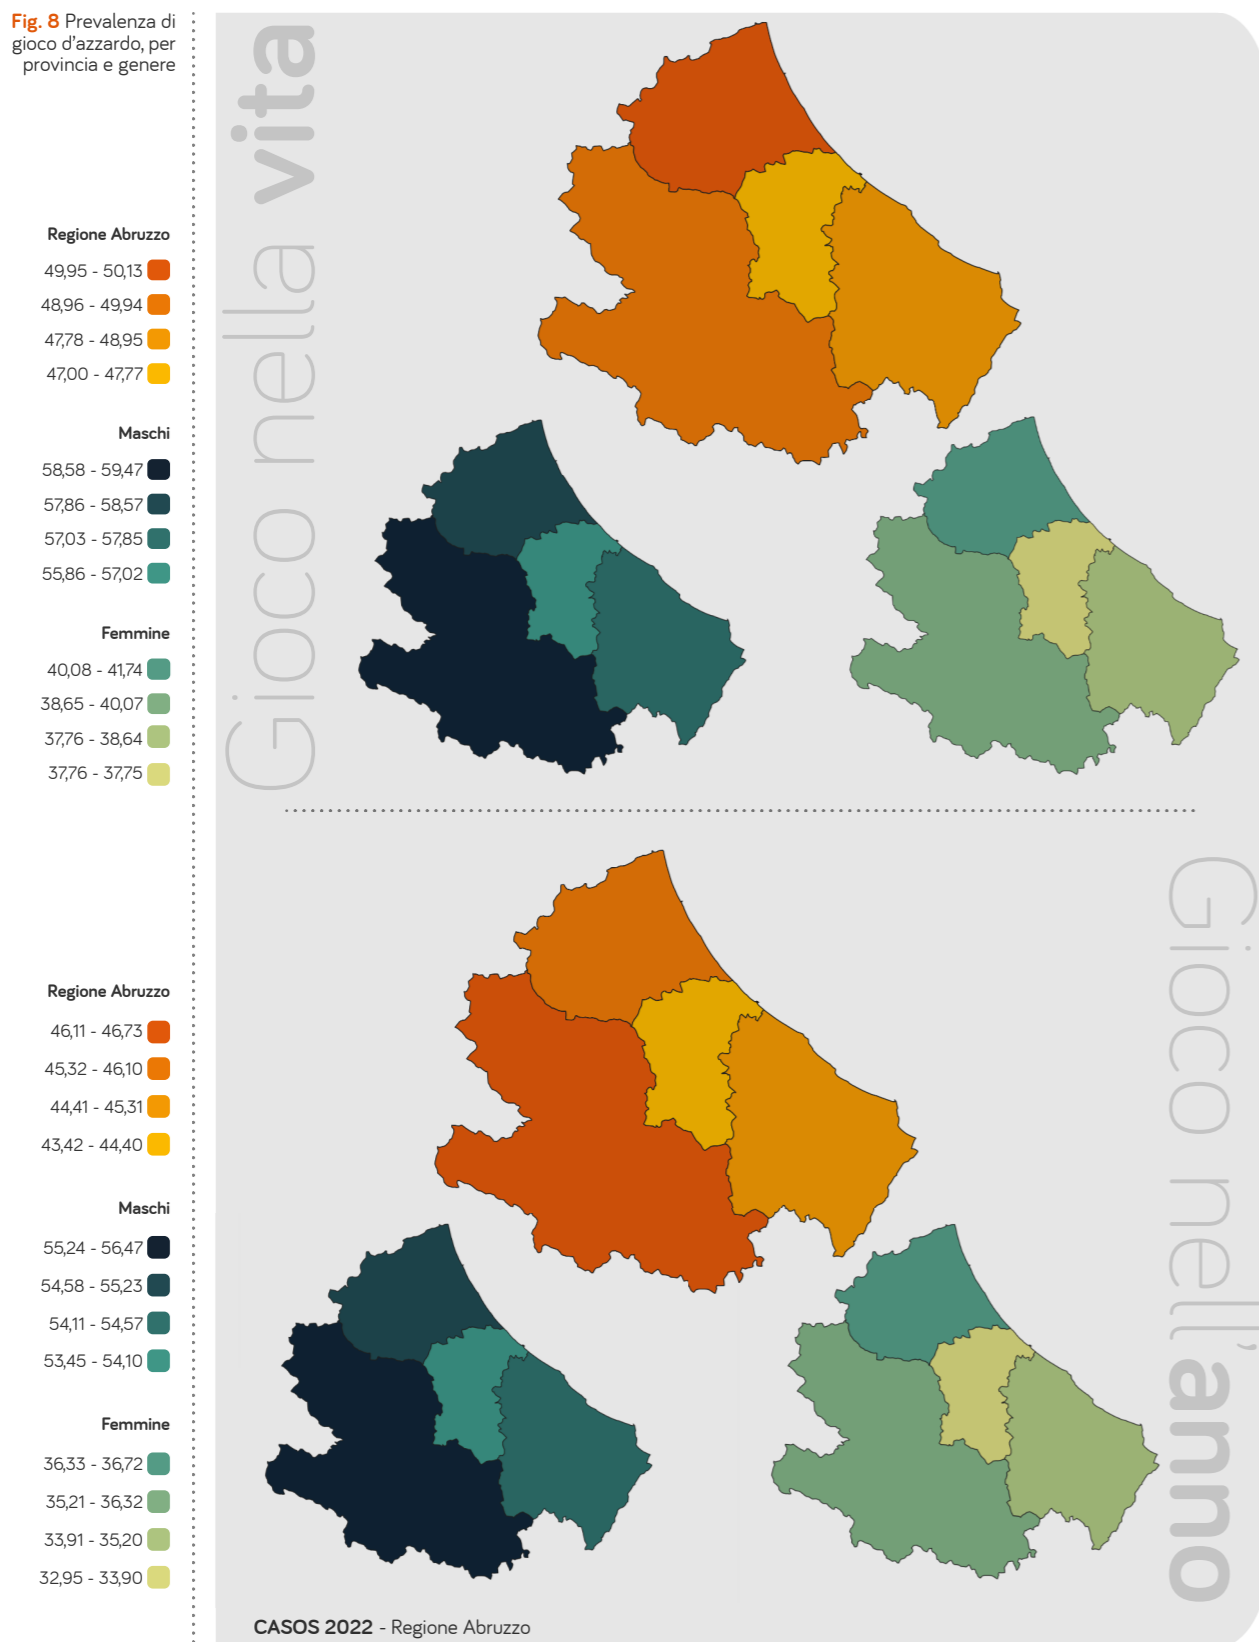 Fig. 8 Prevalenza di
gioco d'azzardo, per
provincia e genere
Gioco nella vita
Regione Abruzzo
49,95 - 50,13
48,96 - 49,94
47,78 - 48,95
47,00 - 47,77
Maschi
58,58 - 59,47
57,86 - 58,57
57,03 - 57,85
55,86 - 57,02
Femmine
40,08 - 41,74
38,65 - 40,07
37,76 - 38,64
37,76 - 37,75
Gioco nell'anno
Regione Abruzzo
46,11 - 46,73
45,32 - 46,10
44,41 - 45,31
43,42 - 44,40
Maschi
55,24 - 56,47
54,58 - 55,23
54,11 - 54,57
53,45 - 54,10
Femmine
36,33 - 36,72
35,21 - 36,32
33,91 - 35,20
32,95 - 33,90
CASOS 2022 - Regione Abruzzo